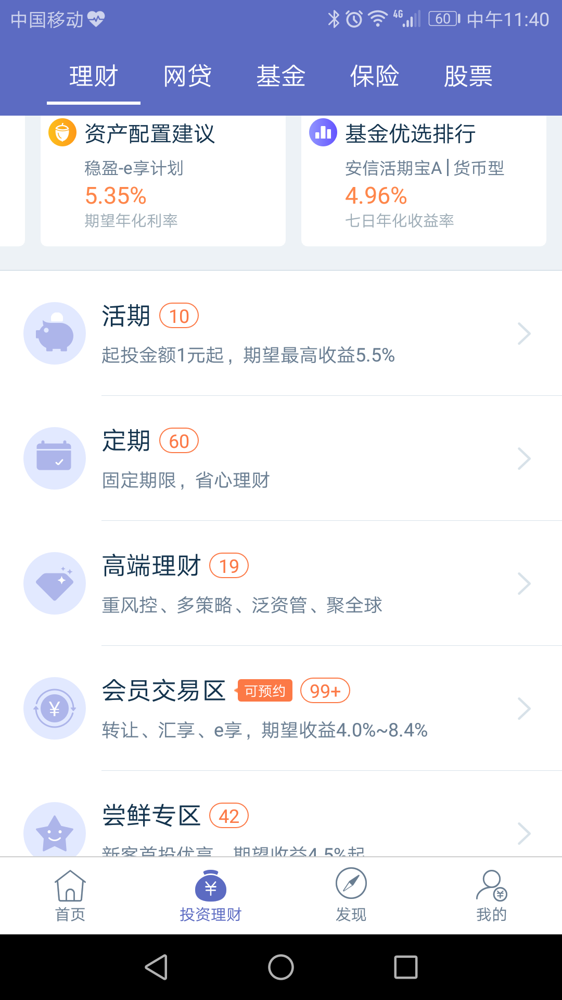 中国移动 4G 60 中午11:40
理财 网贷 基金 保险 股票
资产配置建议
稳盈-e享计划
5.35%
期望年化利率
基金优选排行
安信活期宝A | 货币型
4.96%
七日年化收益率
活期 10
起投金额1元起，期望最高收益5.5%
定期 60
固定期限，省心理财
高端理财 19
重风控、多策略、泛资管、聚全球
会员交易区 可预约 99+
转让、汇享、e享，期望收益4.0%~8.4%
尝鲜专区 42
新客首投优享，期望收益4.5%起
首页 投资理财 发现 我的